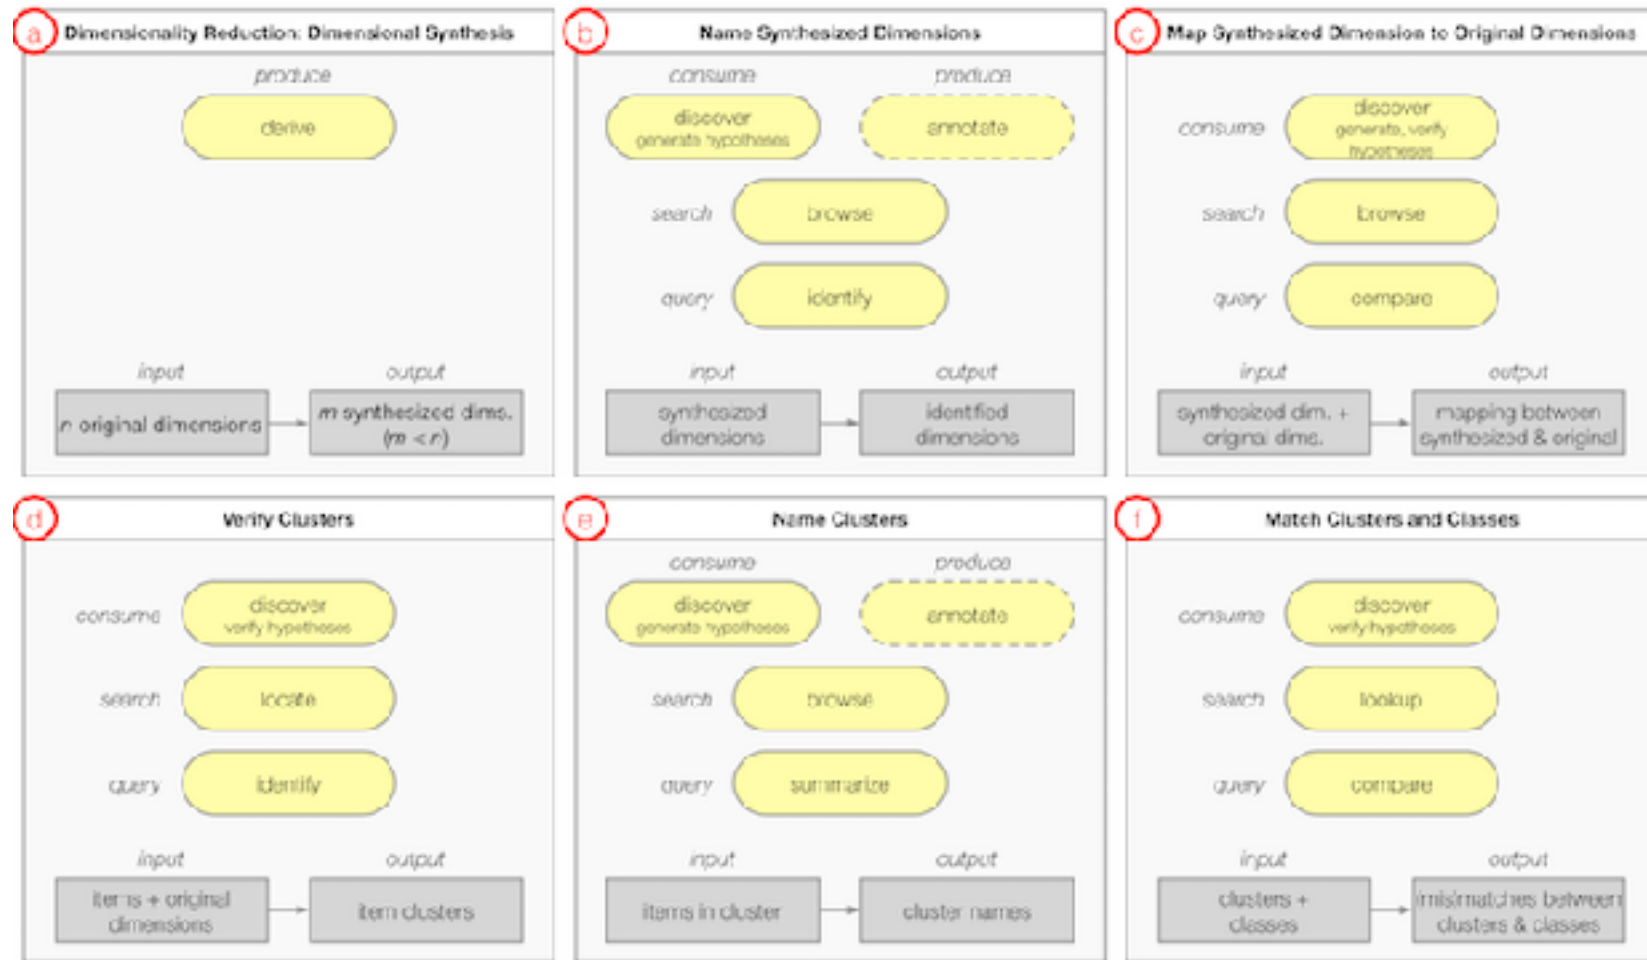 a
Dimensionality Reduction: Dimensional Synthesis
produce
derive
input
output
n original dimensions
m synthesized dims.
(m < n)
b
Name Synthesized Dimensions
consume
produce
discover
generate hypotheses
annotate
search
browse
query
identify
input
output
synthesized
dimensions
identified
dimensions
c
Map Synthesized Dimension to Original Dimensions
consume
discover
generate, verify
hypotheses
search
browse
query
compare
input
output
synthesized dim. +
original dims.
mapping between
synthesized & original
d
Verify Clusters
consume
discover
verify hypotheses
search
locate
query
identify
input
output
items + original
dimensions
item clusters
e
Name Clusters
consume
produce
discover
generate hypotheses
annotate
search
browse
query
summarize
input
output
items in cluster
cluster names
f
Match Clusters and Classes
consume
discover
verify hypotheses
search
lookup
query
compare
input
output
clusters +
classes
(mis)matches between
clusters & classes